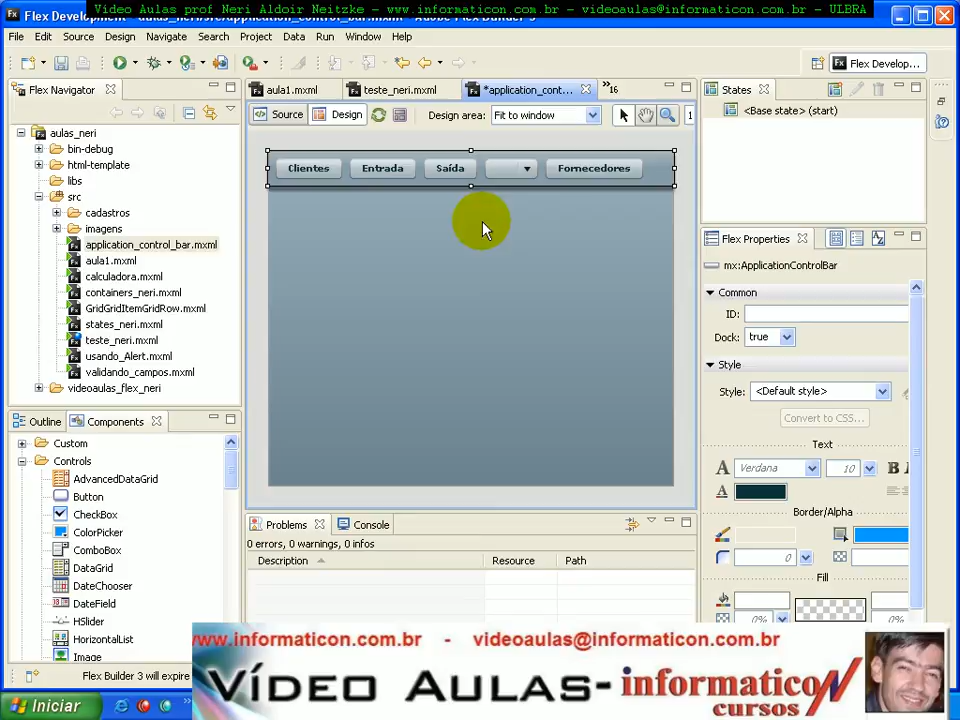 Video Aulas prof Neri Aldoir Neitzke - www.informaticon.com.br - videoaulas@informaticon.com.br - ULBRA
File Edit Source Design Navigate Search Project Data Run Window Help
Flex Develop...
Flex Navigator
aulas_neri
bin-debug
html-template
libs
src
cadastros
imagens
application_control_bar.mxml
aula1.mxml
calculadora.mxml
containers_neri.mxml
GridGridItemGridRow.mxml
states_neri.mxml
teste_neri.mxml
usando_Alert.mxml
validando_campos.mxml
videoaulas_flex_neri
Outline Components
Custom
Controls
AdvancedDataGrid
Button
CheckBox
ColorPicker
ComboBox
DataGrid
DateChooser
DateField
HSlider
HorizontalList
Image
Flex Builder 3 will expire
aula1.mxml teste_neri.mxml *application_cont... »16
Source Design Design area: Fit to window 1
Clientes Entrada Saída Fornecedores
Problems Console
0 errors, 0 warnings, 0 infos
Description Resource Path
States
<Base state> (start)
Flex Properties
mx:ApplicationControlBar
Common
ID:
Dock: true
Style
Style: <Default style>
Convert to CSS...
Text
Verdana 10 B
Border/Alpha
0
Fill
0% 0%
www.informaticon.com.br - videoaulas@informaticon.com.br
VÍDEO AULAS- informaticoN
cursos
Iniciar